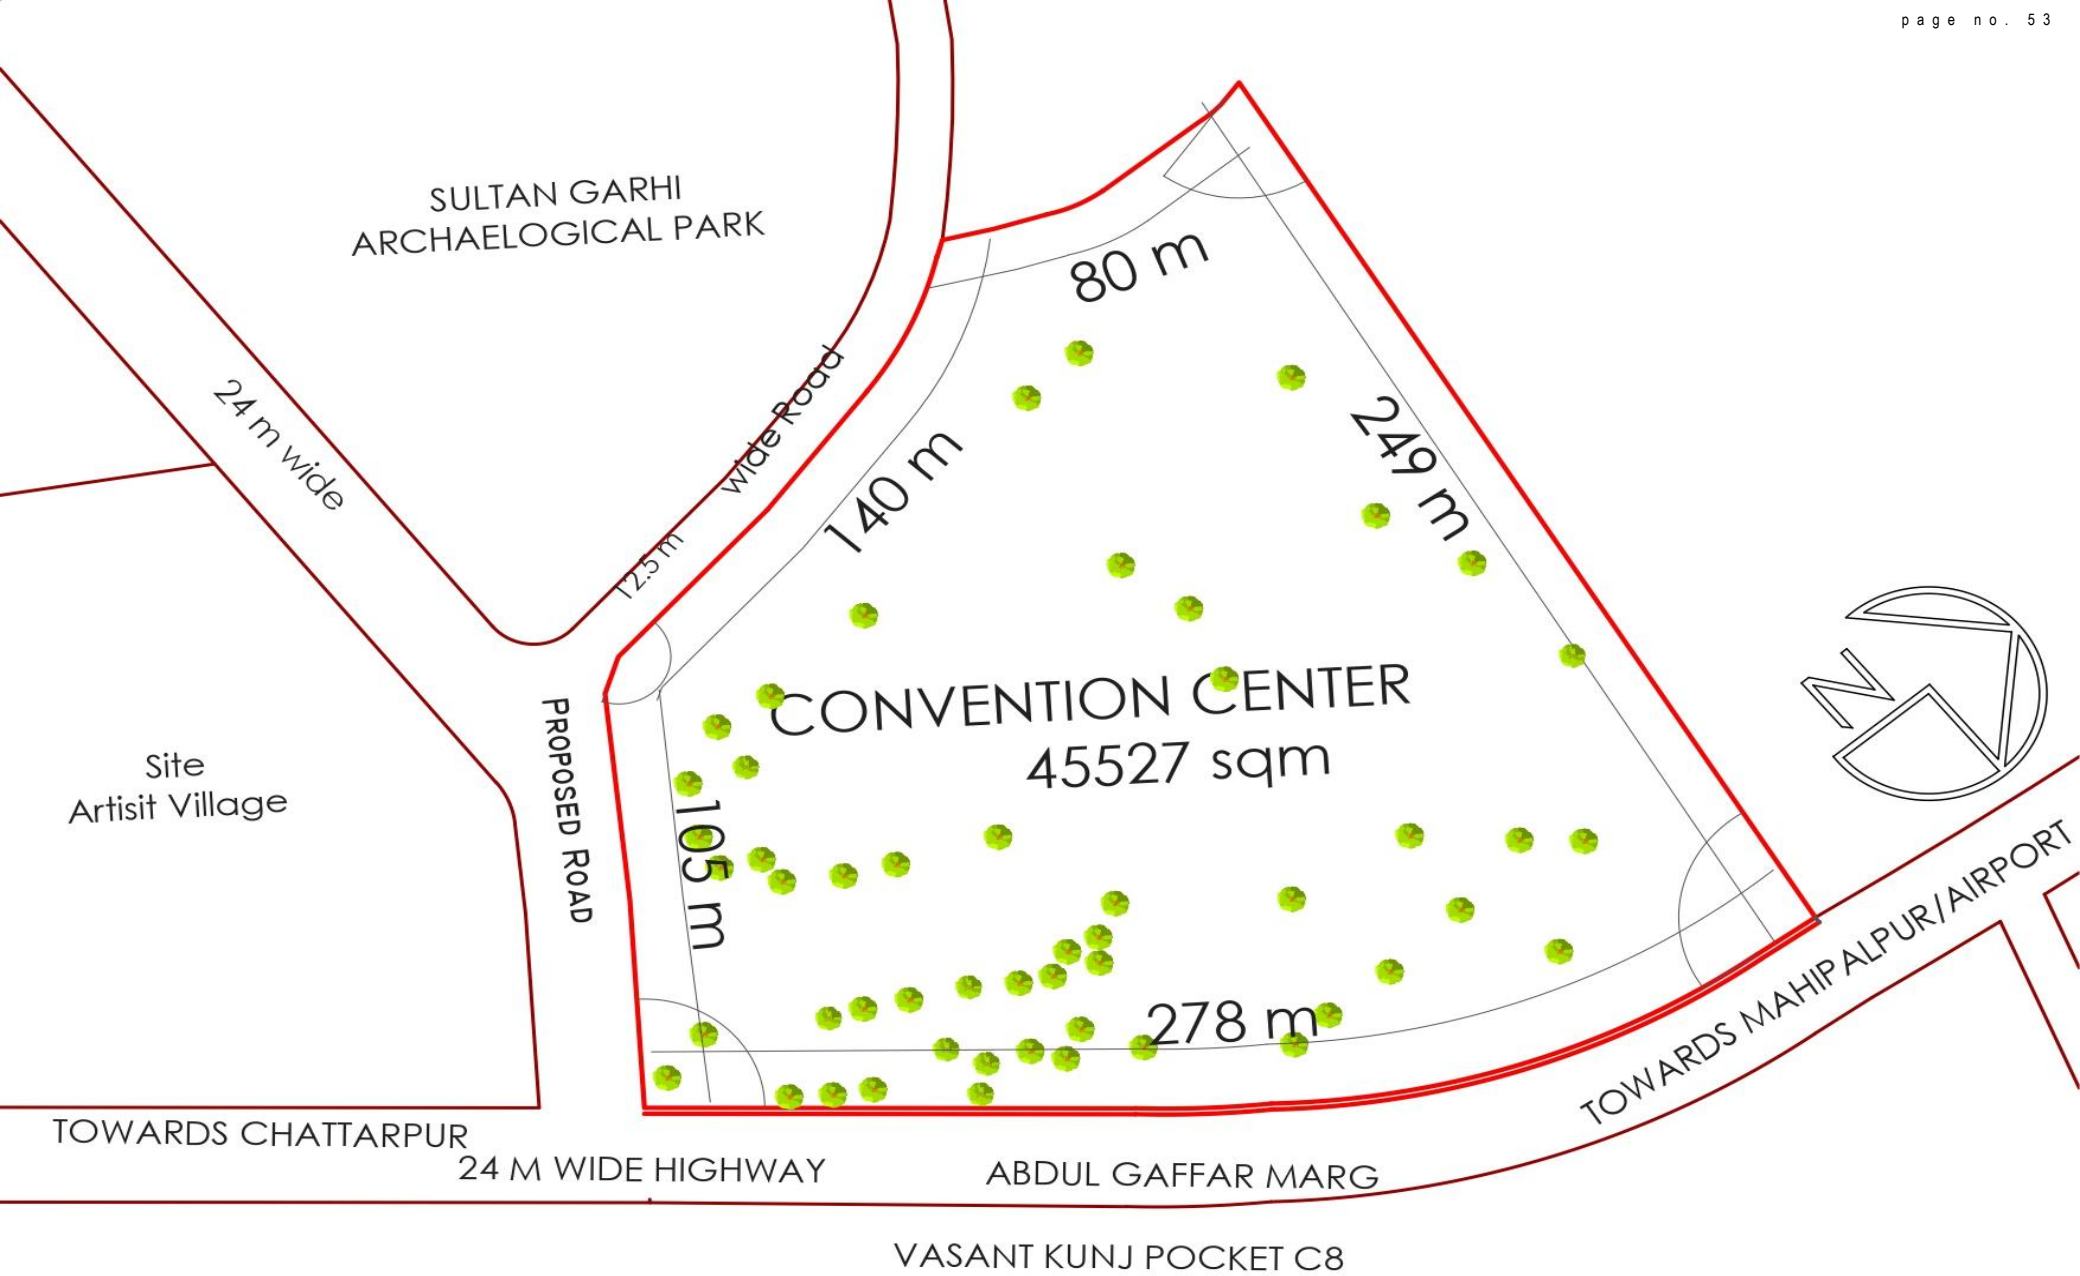 page no. 53
SULTAN GARHI
ARCHAELOGICAL PARK
80 m
24 m wide
wide Road
12.5 m
140 m
249 m
CONVENTION CENTER
45527 sqm
N
PROPOSED ROAD
Site
Artisit Village
105 m
278 m
TOWARDS MAHIPALPUR/AIRPORT
TOWARDS CHATTARPUR
24 M WIDE HIGHWAY
ABDUL GAFFAR MARG
VASANT KUNJ POCKET C8